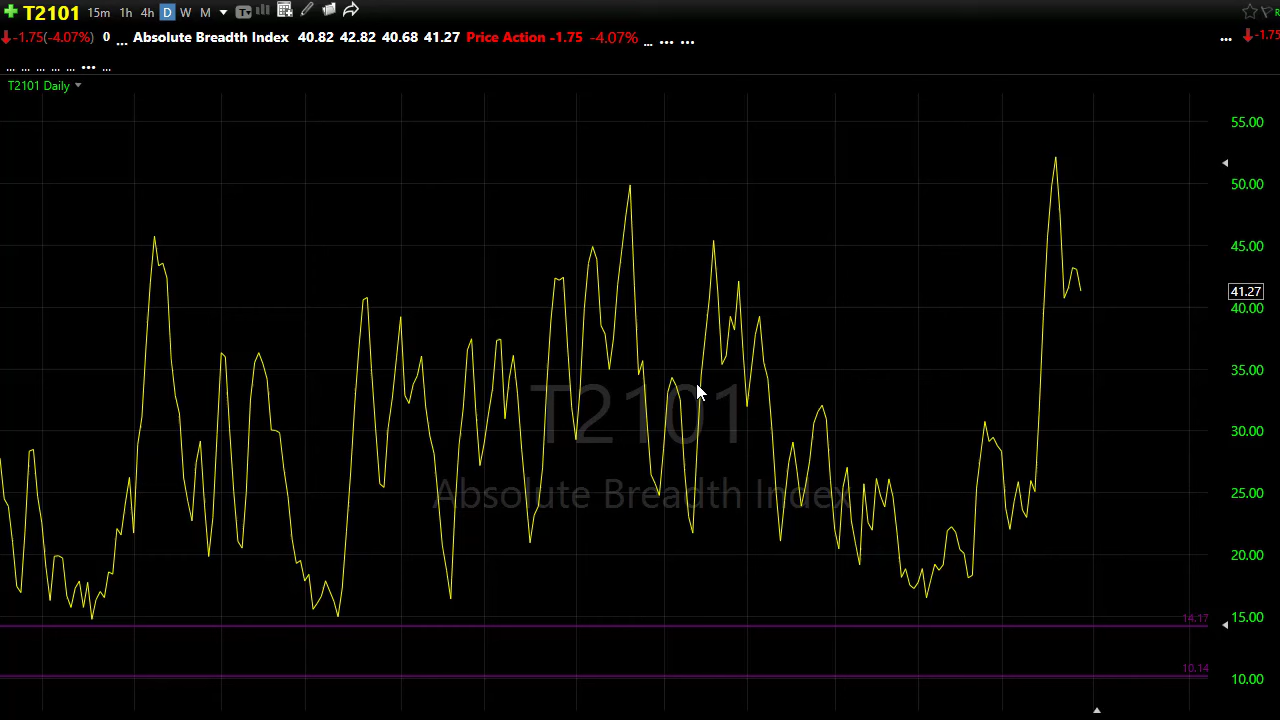 T2101 15m 1h 4h D W M T
-1.75(-4.07%) 0 ... Absolute Breadth Index 40.82 42.82 40.68 41.27 Price Action -1.75 -4.07% ... ... ... ... -1.75
... ... ... ... ... ... ...
T2101 Daily
55.00
50.00
45.00
41.27
40.00
35.00
T2101
30.00
Absolute Breadth Index
25.00
20.00
14.17
15.00
10.14
10.00